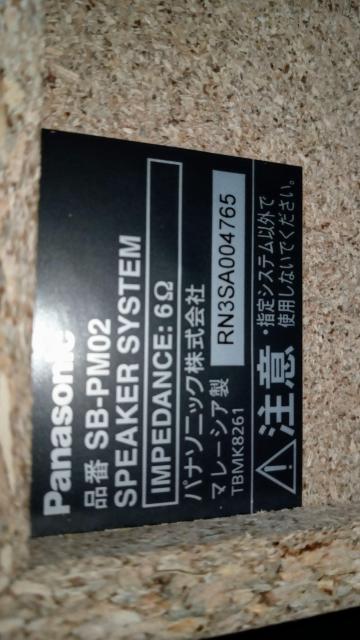 Panasonic
品番 SB-PM02
SPEAKER SYSTEM
IMPEDANCE: 6Ω
パナソニック株式会社
マレーシア製
RN3SA004765
TBMK8261
注意
・指定システム以外で
使用しないでください。